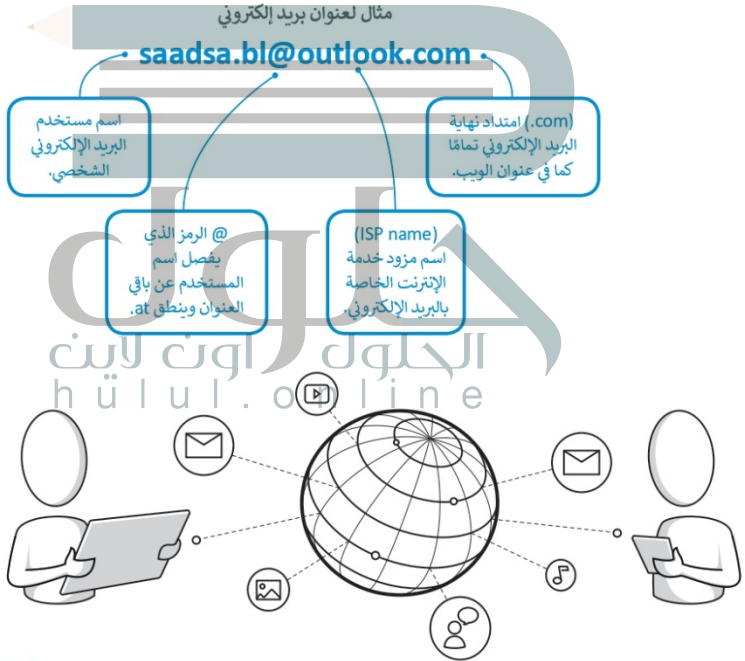 مثال لعنوان بريد إلكتروني
saadsa.bl@outlook.com
(.com) امتداد نهاية
البريد الإلكتروني تمامًا
كما في عنوان الويب.
اسم مستخدم
البريد الإلكتروني
الشخصي.
(ISP name)
اسم مزود خدمة
الإنترنت الخاصة
بالبريد الإلكتروني.
@ الرمز الذي
يفصل اسم
المستخدم عن باقي
العنوان وينطق at.
حلول
الحلول اون لاين
hulul.online